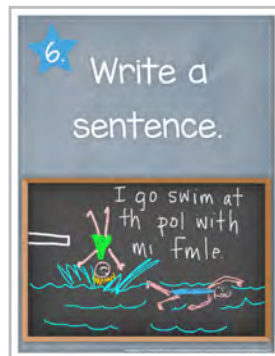 6.
Write a
sentence.
I go swim at
th pol with
mi Fmle.